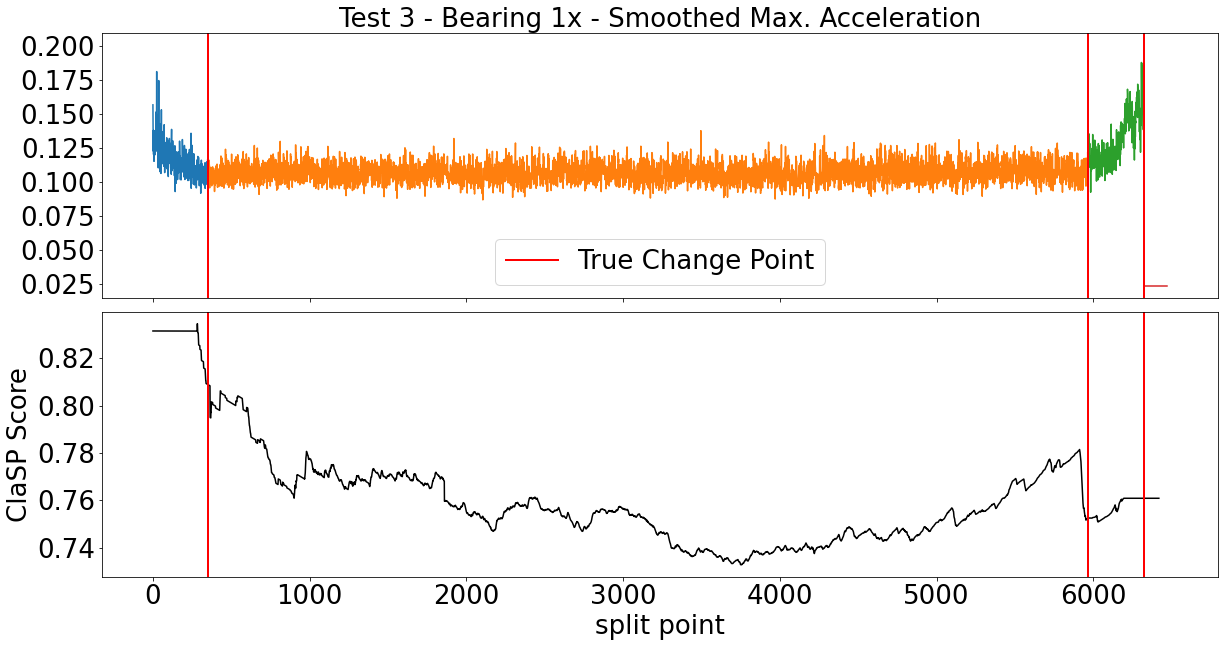 Test 3 - Bearing 1x - Smoothed Max. Acceleration
0.200
0.175
0.150
0.125
0.100
0.075
0.050
0.025
True Change Point
ClaSP Score
0.82
0.80
0.78
0.76
0.74
0 1000 2000 3000 4000 5000 6000
split point